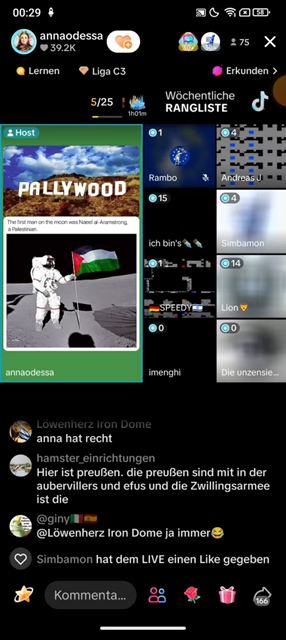 00:29
58
annaodessa
39.2K
75
Lernen
Liga C3
Erkunden >
5/25
1h01m
Wöchentliche
RANGLISTE
Host
PALLYWOOD
The first man on the moon was Naeed al-Aramstrong,
a Palestinian.
annaodessa
1
Rambo
4
Andreas J
15
ich bin's
4
Simbamon
1
SPEEDY
14
Lion
0
imenghi
0
Die unzensie...
Löwenherz Iron Dome
anna hat recht
hamster_einrichtungen
Hier ist preußen. die preußen sind mit in der
aubervillers und efus und die Zwillingsarmee
ist die
@giny
@Löwenherz Iron Dome ja immer😂
Simbamon hat dem LIVE einen Like gegeben
Kommenta...
166